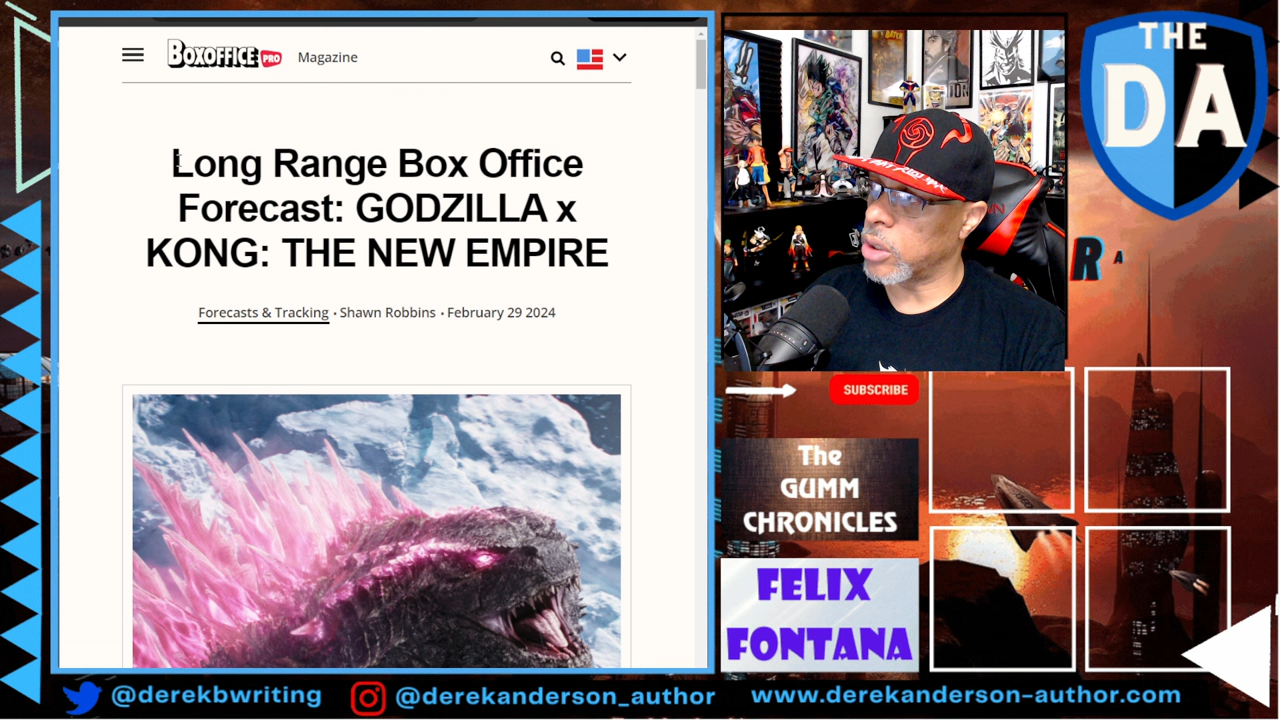 BOXOFFICE PRO
Magazine
Long Range Box Office
Forecast: GODZILLA x
KONG: THE NEW EMPIRE
Forecasts & Tracking • Shawn Robbins • February 29 2024
THE
DA
R A
SUBSCRIBE
The
GUMM
CHRONICLES
FELIX
FONTANA
@derekbwriting
@derekanderson_author
www.derekanderson-author.com